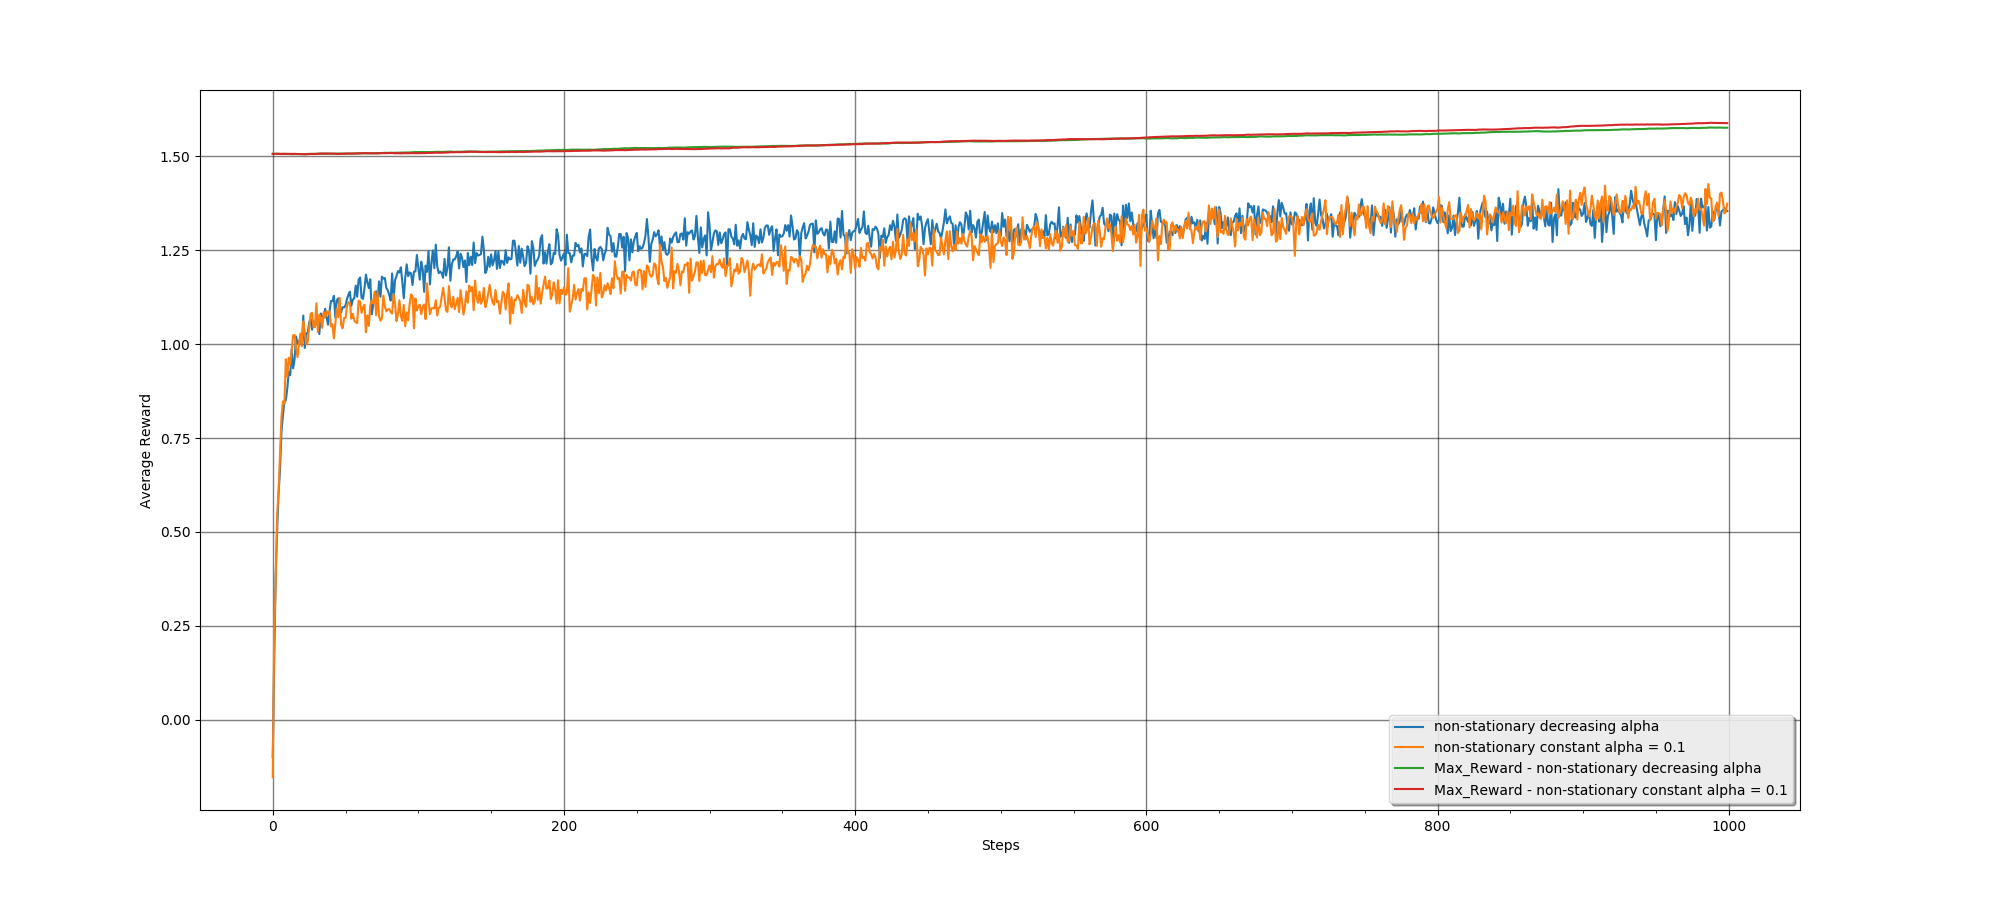 1.50
1.25
1.00
0.75
0.50
0.25
0.00
Average Reward
0 200 400 600 800 1000
Steps
non-stationary decreasing alpha
non-stationary constant alpha = 0.1
Max_Reward - non-stationary decreasing alpha
Max_Reward - non-stationary constant alpha = 0.1